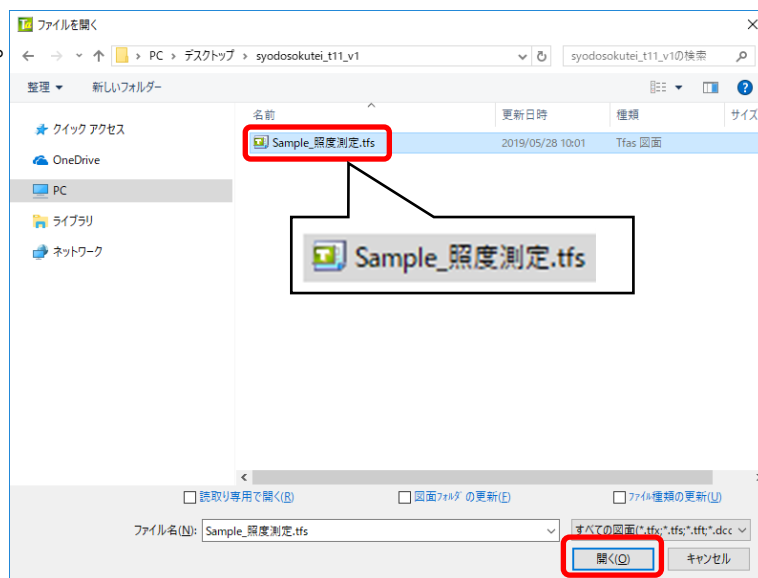 ファイルを開く
PC › デスクトップ › syodosokutei_t11_v1
syodosokutei_t11_v1の検索
整理 新しいフォルダー
名前 更新日時 種類 サイズ
クイック アクセス
Sample_照度測定.tfs 2019/05/28 10:01 Tfas 図面
OneDrive
PC
ライブラリ
ネットワーク
Sample_照度測定.tfs
読取り専用で開く(R) 図面フォルダの更新(F) ファイル種類の更新(U)
ファイル名(N): Sample_照度測定.tfs すべての図面(*.tfx;*.tfs;*.tft;*.dcc
開く(O) キャンセル